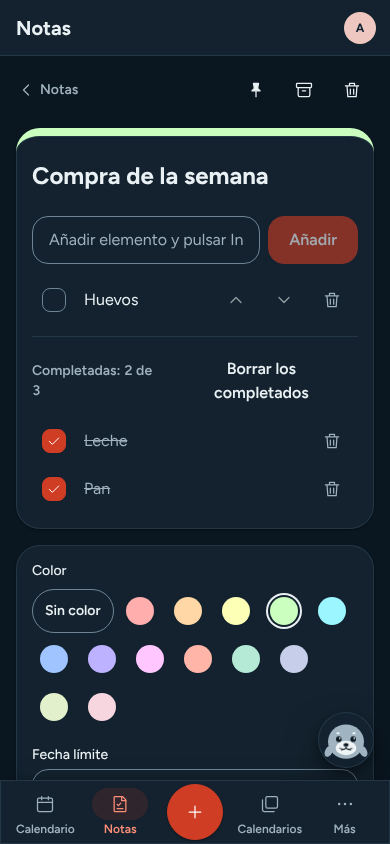 Notas
A
Notas
Compra de la semana
Añadir elemento y pulsar In
Añadir
Huevos
Completadas: 2 de
3
Borrar los
completados
Leche
Pan
Color
Sin color
Fecha límite
Calendario
Notas
Calendarios
Más